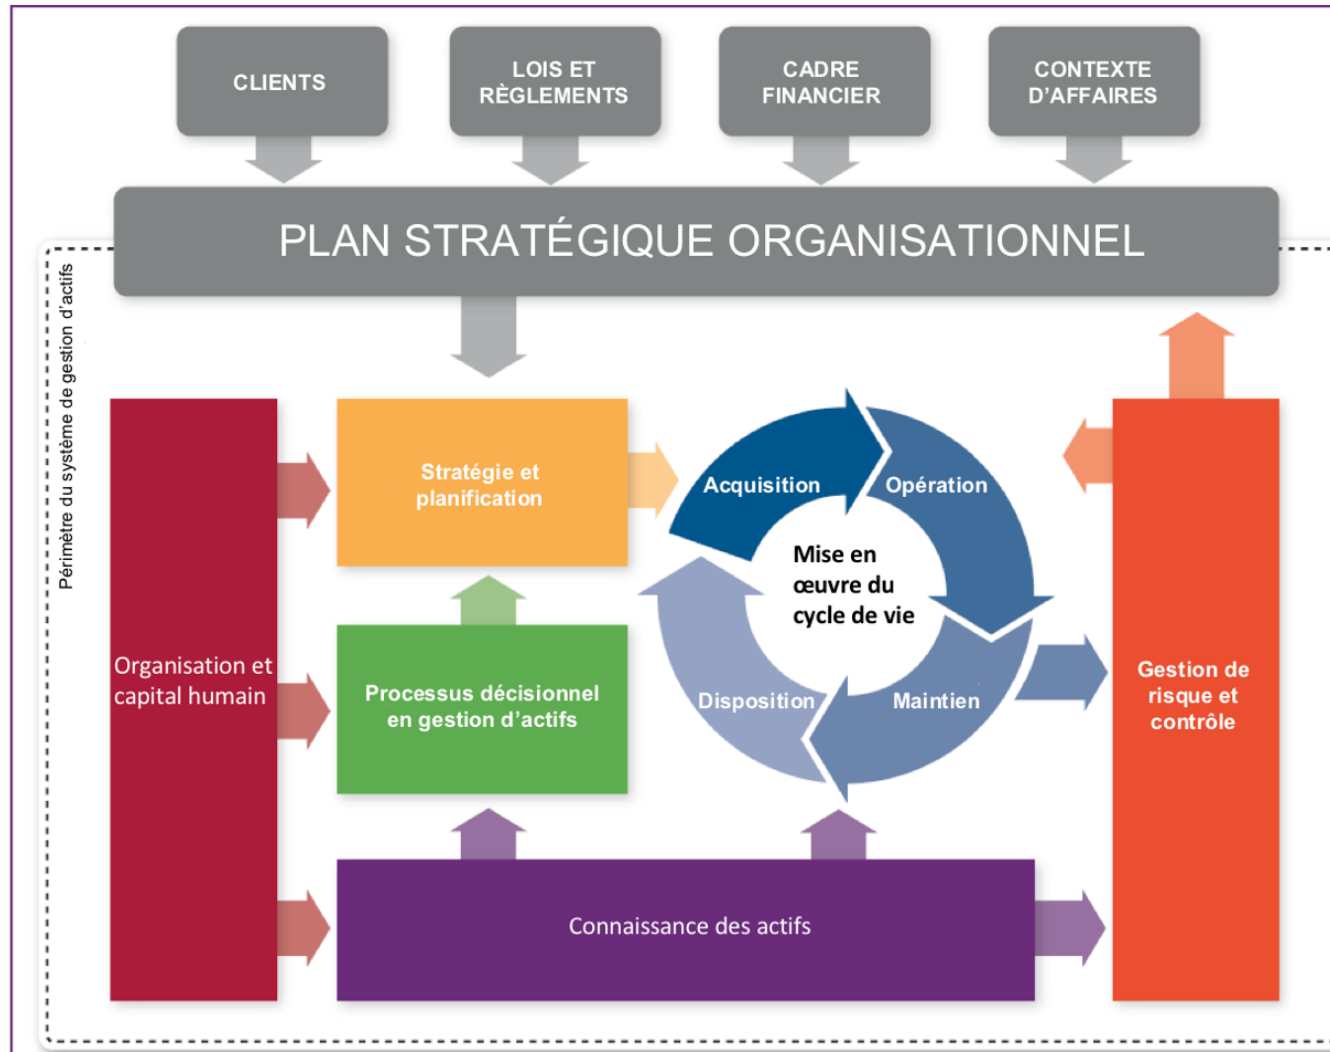 CLIENTS
LOIS ET
RÈGLEMENTS
CADRE
FINANCIER
CONTEXTE
D’AFFAIRES
PLAN STRATÉGIQUE ORGANISATIONNEL
Périmètre du système de gestion d’actifs
Organisation et
capital humain
Stratégie et
planification
Processus décisionnel
en gestion d’actifs
Acquisition
Opération
Mise en
œuvre du
cycle de vie
Disposition
Maintien
Gestion de
risque et
contrôle
Connaissance des actifs